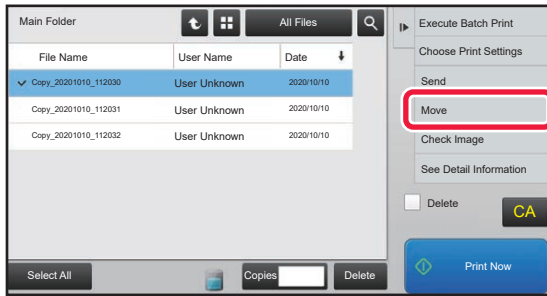 Main Folder
All Files
File Name
User Name
Date
Copy_20201010_112030
User Unknown
2020/10/10
Copy_20201010_112031
User Unknown
2020/10/10
Copy_20201010_112032
User Unknown
2020/10/10
Select All
Copies
Delete
Execute Batch Print
Choose Print Settings
Send
Move
Check Image
See Detail Information
Delete
CA
Print Now